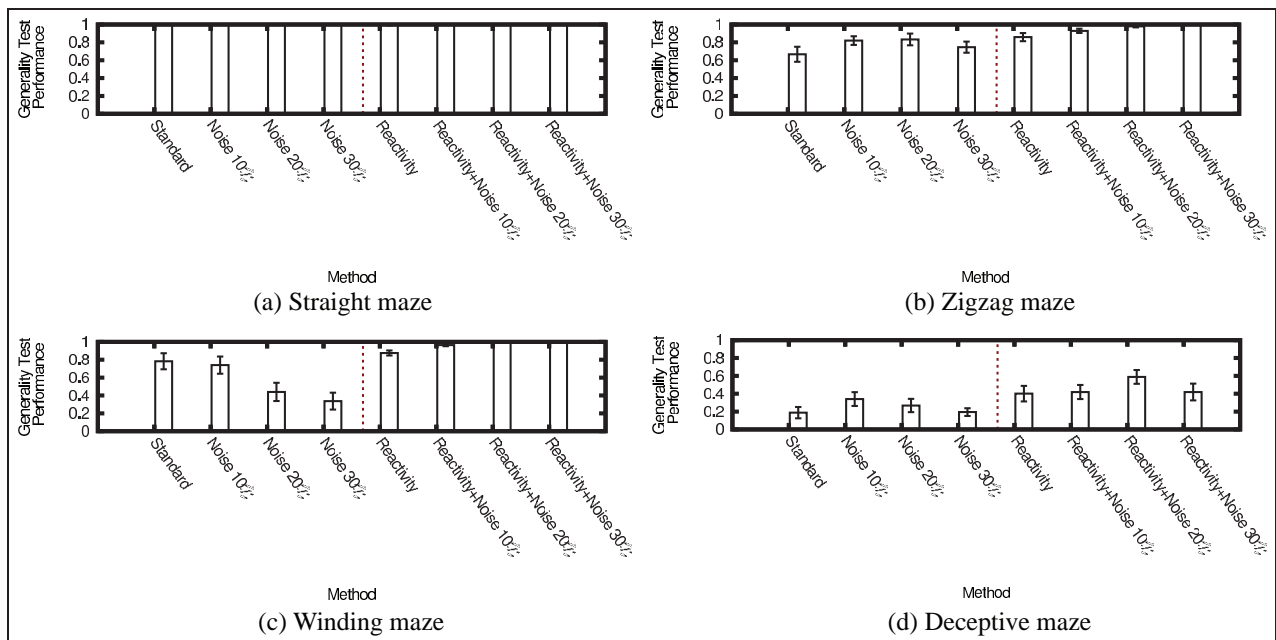 Generality Test
Performance
1
0.8
0.6
0.4
0.2
0
Standard
Noise 10%
Noise 20%
Noise 30%
Reactivity
Reactivity+Noise 10%
Reactivity+Noise 20%
Reactivity+Noise 30%
Method
(a) Straight maze
Generality Test
Performance
1
0.8
0.6
0.4
0.2
0
Standard
Noise 10%
Noise 20%
Noise 30%
Reactivity
Reactivity+Noise 10%
Reactivity+Noise 20%
Reactivity+Noise 30%
Method
(b) Zigzag maze
Generality Test
Performance
1
0.8
0.6
0.4
0.2
0
Standard
Noise 10%
Noise 20%
Noise 30%
Reactivity
Reactivity+Noise 10%
Reactivity+Noise 20%
Reactivity+Noise 30%
Method
(c) Winding maze
Generality Test
Performance
1
0.8
0.6
0.4
0.2
0
Standard
Noise 10%
Noise 20%
Noise 30%
Reactivity
Reactivity+Noise 10%
Reactivity+Noise 20%
Reactivity+Noise 30%
Method
(d) Deceptive maze